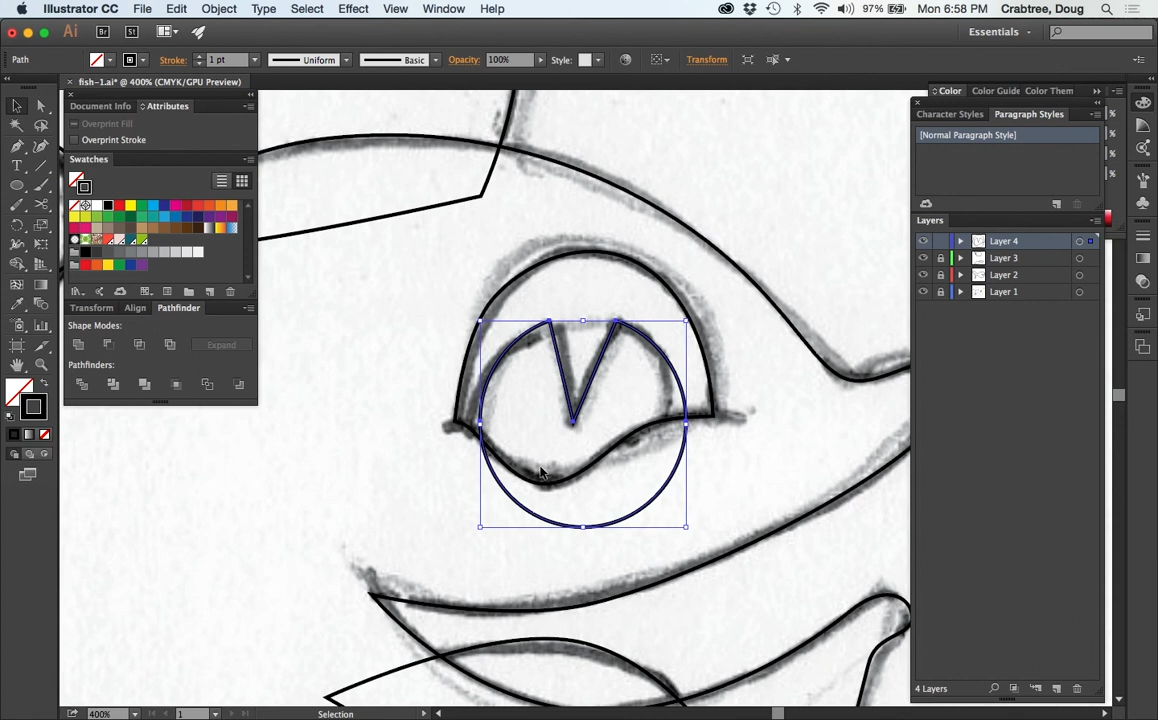 Illustrator CC File Edit Object Type Select Effect View Window Help 97% Mon 6:58 PM Crabtree, Doug
Ai Br St Essentials
Path Stroke: 1 pt Uniform Basic Opacity: 100% Style: Transform
fish-1.ai* @ 400% (CMYK/GPU Preview)
Color Color Guide Color Them
Document Info Attributes
Character Styles Paragraph Styles
Overprint Fill
[Normal Paragraph Style]
Overprint Stroke
Swatches
Layers
Layer 4
Layer 3
Layer 2
Layer 1
Transform Align Pathfinder
Shape Modes:
Expand
Pathfinders:
4 Layers
400% 1 Selection